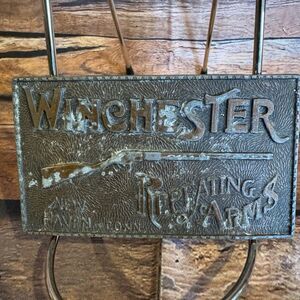 WINCHESTER
NEW
HAVEN, CONN.
REPEATING
ARMS